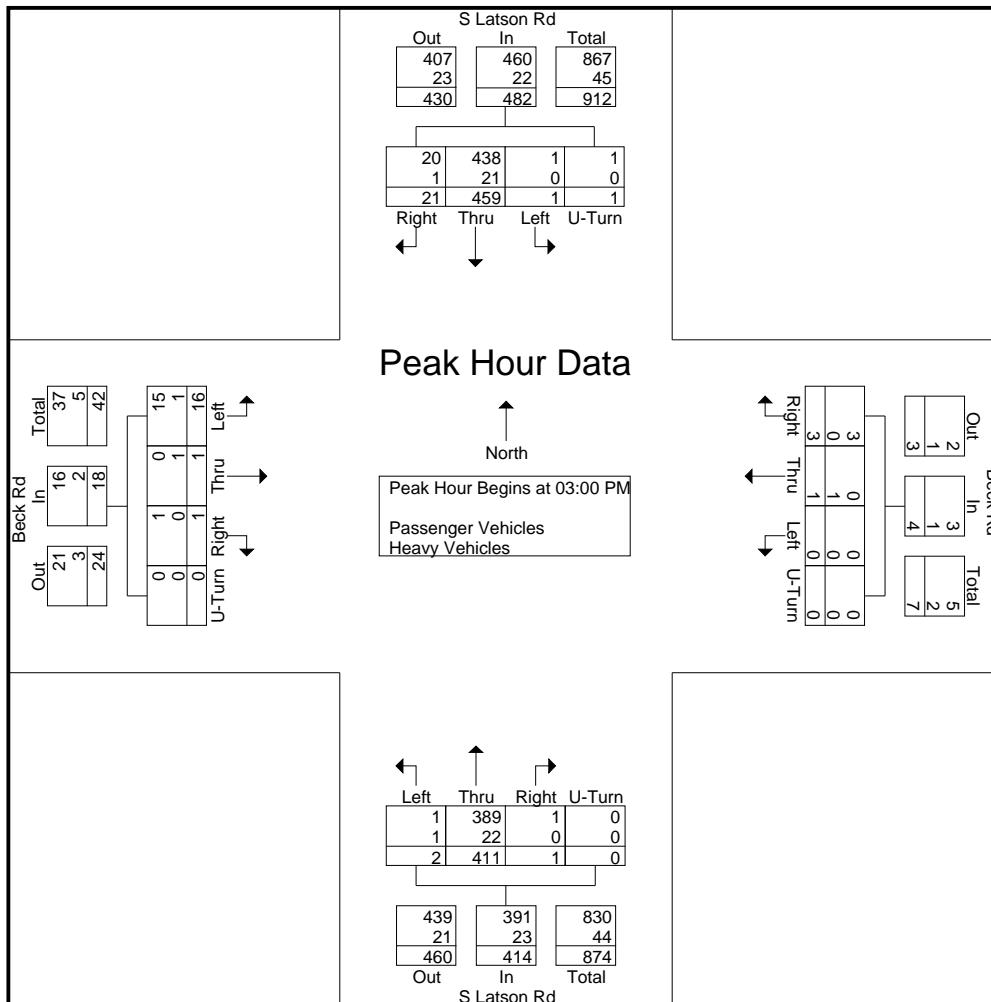 S Latson Rd
Out In Total
407 460 867
23 22 45
430 482 912
20 438 1 1
1 21 0 0
21 459 1 1
Right Thru Left U-Turn
Peak Hour Data
North
Peak Hour Begins at 03:00 PM
Passenger Vehicles
Heavy Vehicles
Beck Rd
Out In Total
21 16 37
3 2 5
24 18 42
15 0 1 0
1 1 0 0
16 1 1 0
Left Thru Right U-Turn
Right Thru Left U-Turn
3 0 0 0
0 1 0 0
3 1 0 0
Out In Total
2 3 5
1 1 2
3 4 7
Beck Rd
Left Thru Right U-Turn
1 389 1 0
1 22 0 0
2 411 1 0
439 391 830
21 23 44
460 414 874
Out In Total
S Latson Rd